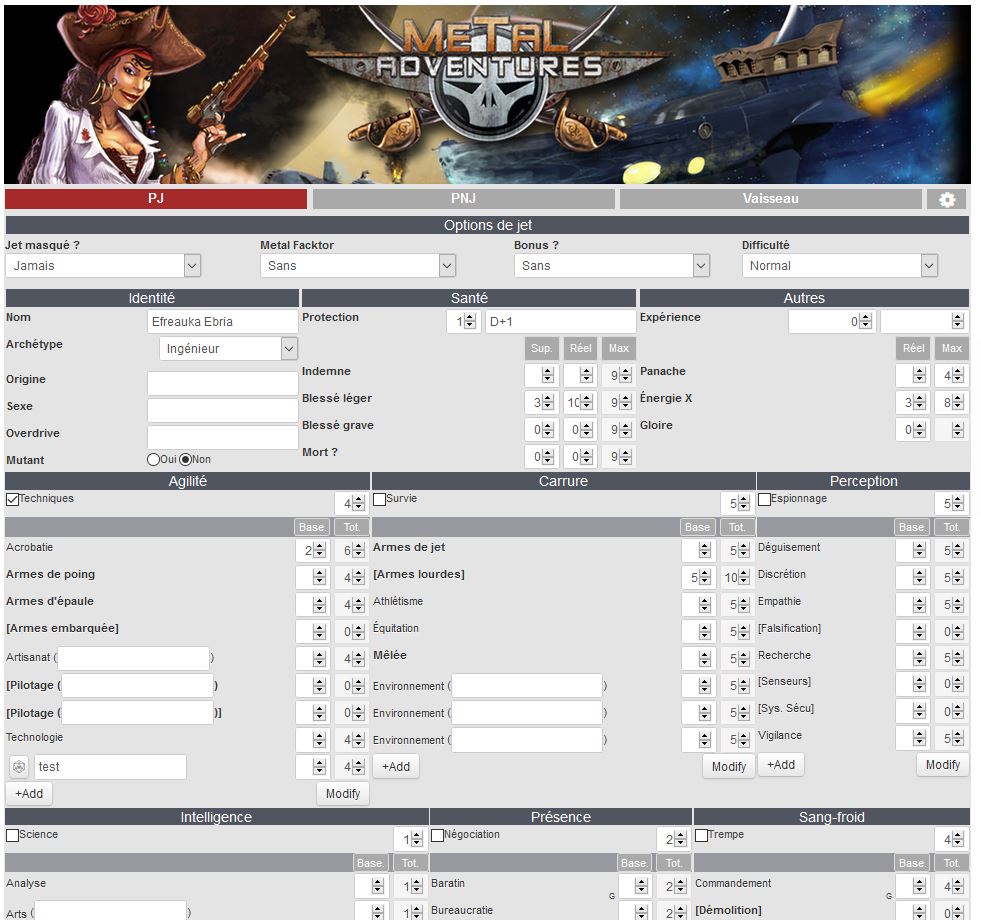 METAL
ADVENTURES
PJ PNJ Vaisseau
Options de jet
Jet masqué ? Metal Facktor Bonus ? Difficulté
Jamais Sans Sans Normal
Identité Santé Autres
Nom Efreauka Ebria Protection 1 D+1 Expérience 0
Archétype Ingénieur Sup. Réel Max Réel Max
Origine Indemne 9 Panache 4
Sexe Blessé léger 3 10 9 Énergie X 3 8
Overdrive Blessé grave 0 0 9 Gloire 0
Mutant Oui Non Mort ? 0 0 9
Agilité Carrure Perception
Techniques 4 Survie 5 Espionnage 5
Base. Tot. Base Tot. Base. Tot.
Acrobatie 2 6 Armes de jet 5 Déguisement 5
Armes de poing 4 [Armes lourdes] 5 10 Discrétion 5
Armes d'épaule 4 Athlétisme 5 Empathie 5
[Armes embarquée] 0 Équitation 5 [Falsification] 0
Artisanat ( ) 4 Mêlée 5 Recherche 5
[Pilotage ( ) 0 Environnement ( ) 5 [Senseurs] 0
[Pilotage ( )] 0 Environnement ( ) 5 [Sys. Sécu] 0
Technologie 4 Environnement ( ) 5 Vigilance 5
test 4 +Add Modify +Add Modify
+Add Modify
Intelligence Présence Sang-froid
Science 1 Négociation 2 Trempe 4
Base. Tot. Base. Tot. Base. Tot.
Analyse 1 Baratin G 2 Commandement G 4
Arts ( ) 1 Bureaucratie 2 [Démolition] 0